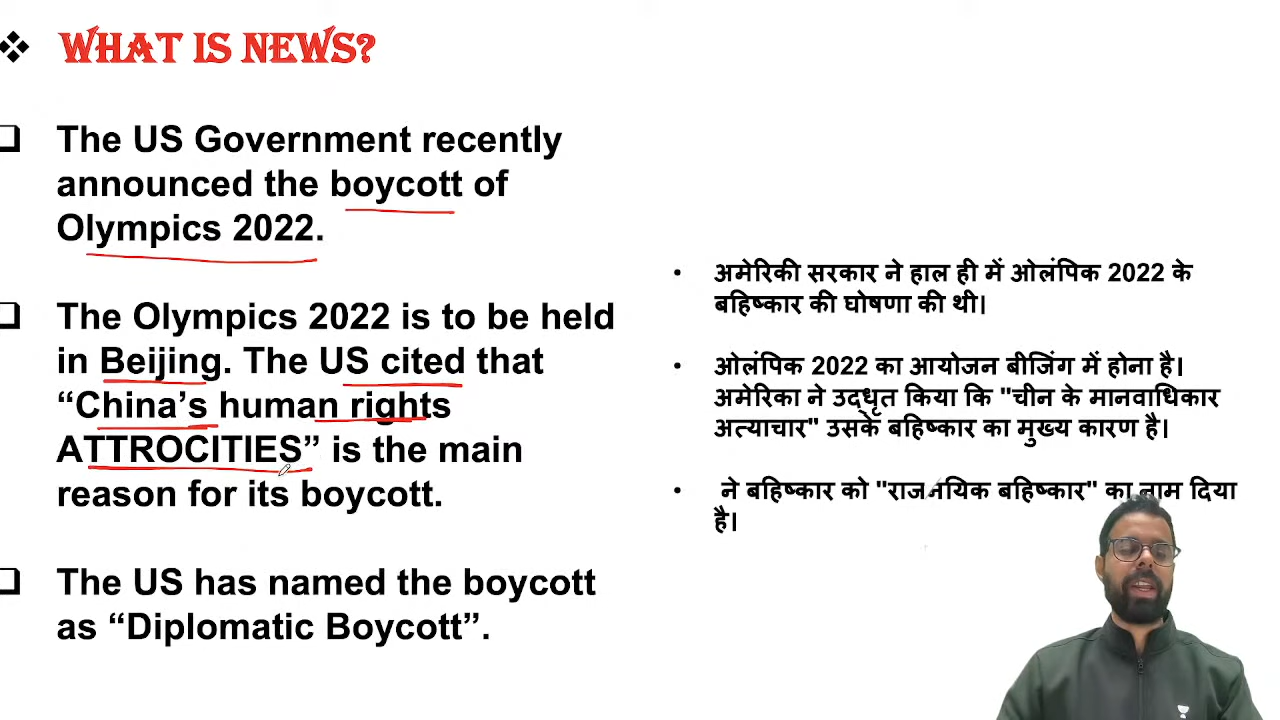 WHAT IS NEWS?
The US Government recently
announced the boycott of
Olympics 2022.
The Olympics 2022 is to be held
in Beijing. The US cited that
“China’s human rights
ATTROCITIES” is the main
reason for its boycott.
The US has named the boycott
as “Diplomatic Boycott”.
• अमेरिकी सरकार ने हाल ही में ओलंपिक 2022 के
बहिष्कार की घोषणा की थी।
• ओलंपिक 2022 का आयोजन बीजिंग में होना है।
अमेरिका ने उद्धृत किया कि "चीन के मानवाधिकार
अत्याचार" उसके बहिष्कार का मुख्य कारण है।
• ने बहिष्कार को "राजनयिक बहिष्कार" का नाम दिया
है।